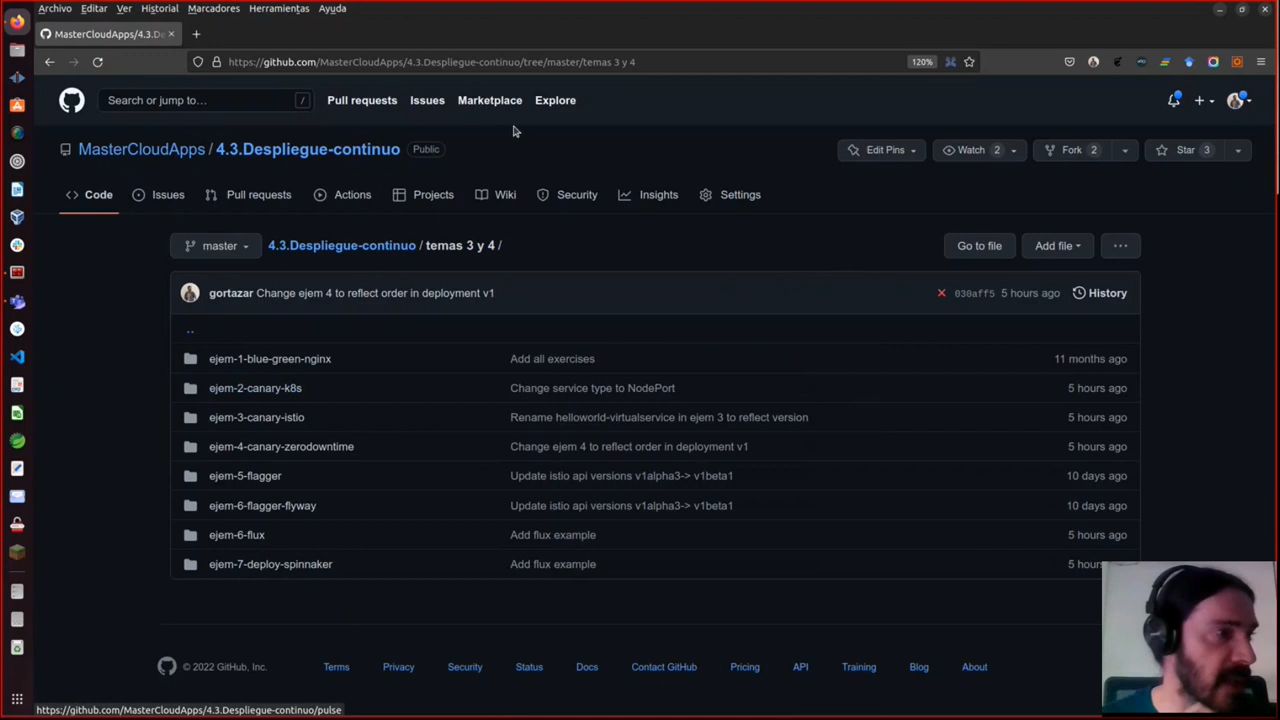 Archivo Editar Ver Historial Marcadores Herramientas Ayuda
MasterCloudApps/4.3.De
https://github.com/MasterCloudApps/4.3.Despliegue-continuo/tree/master/temas 3 y 4
120%
Search or jump to... /
Pull requests Issues Marketplace Explore
MasterCloudApps / 4.3.Despliegue-continuo Public
Edit Pins Watch 2 Fork 2 Star 3
Code Issues Pull requests Actions Projects Wiki Security Insights Settings
master 4.3.Despliegue-continuo / temas 3 y 4 / Go to file Add file ...
gortazar Change ejem 4 to reflect order in deployment v1 030aff5 5 hours ago History
..
ejem-1-blue-green-nginx Add all exercises 11 months ago
ejem-2-canary-k8s Change service type to NodePort 5 hours ago
ejem-3-canary-istio Rename helloworld-virtualservice in ejem 3 to reflect version 5 hours ago
ejem-4-canary-zerodowntime Change ejem 4 to reflect order in deployment v1 5 hours ago
ejem-5-flagger Update istio api versions v1alpha3-> v1beta1 10 days ago
ejem-6-flagger-flyway Update istio api versions v1alpha3-> v1beta1 10 days ago
ejem-6-flux Add flux example 5 hours ago
ejem-7-deploy-spinnaker Add flux example 5 hours
© 2022 GitHub, Inc. Terms Privacy Security Status Docs Contact GitHub Pricing API Training Blog About
https://github.com/MasterCloudApps/4.3.Despliegue-continuo/pulse